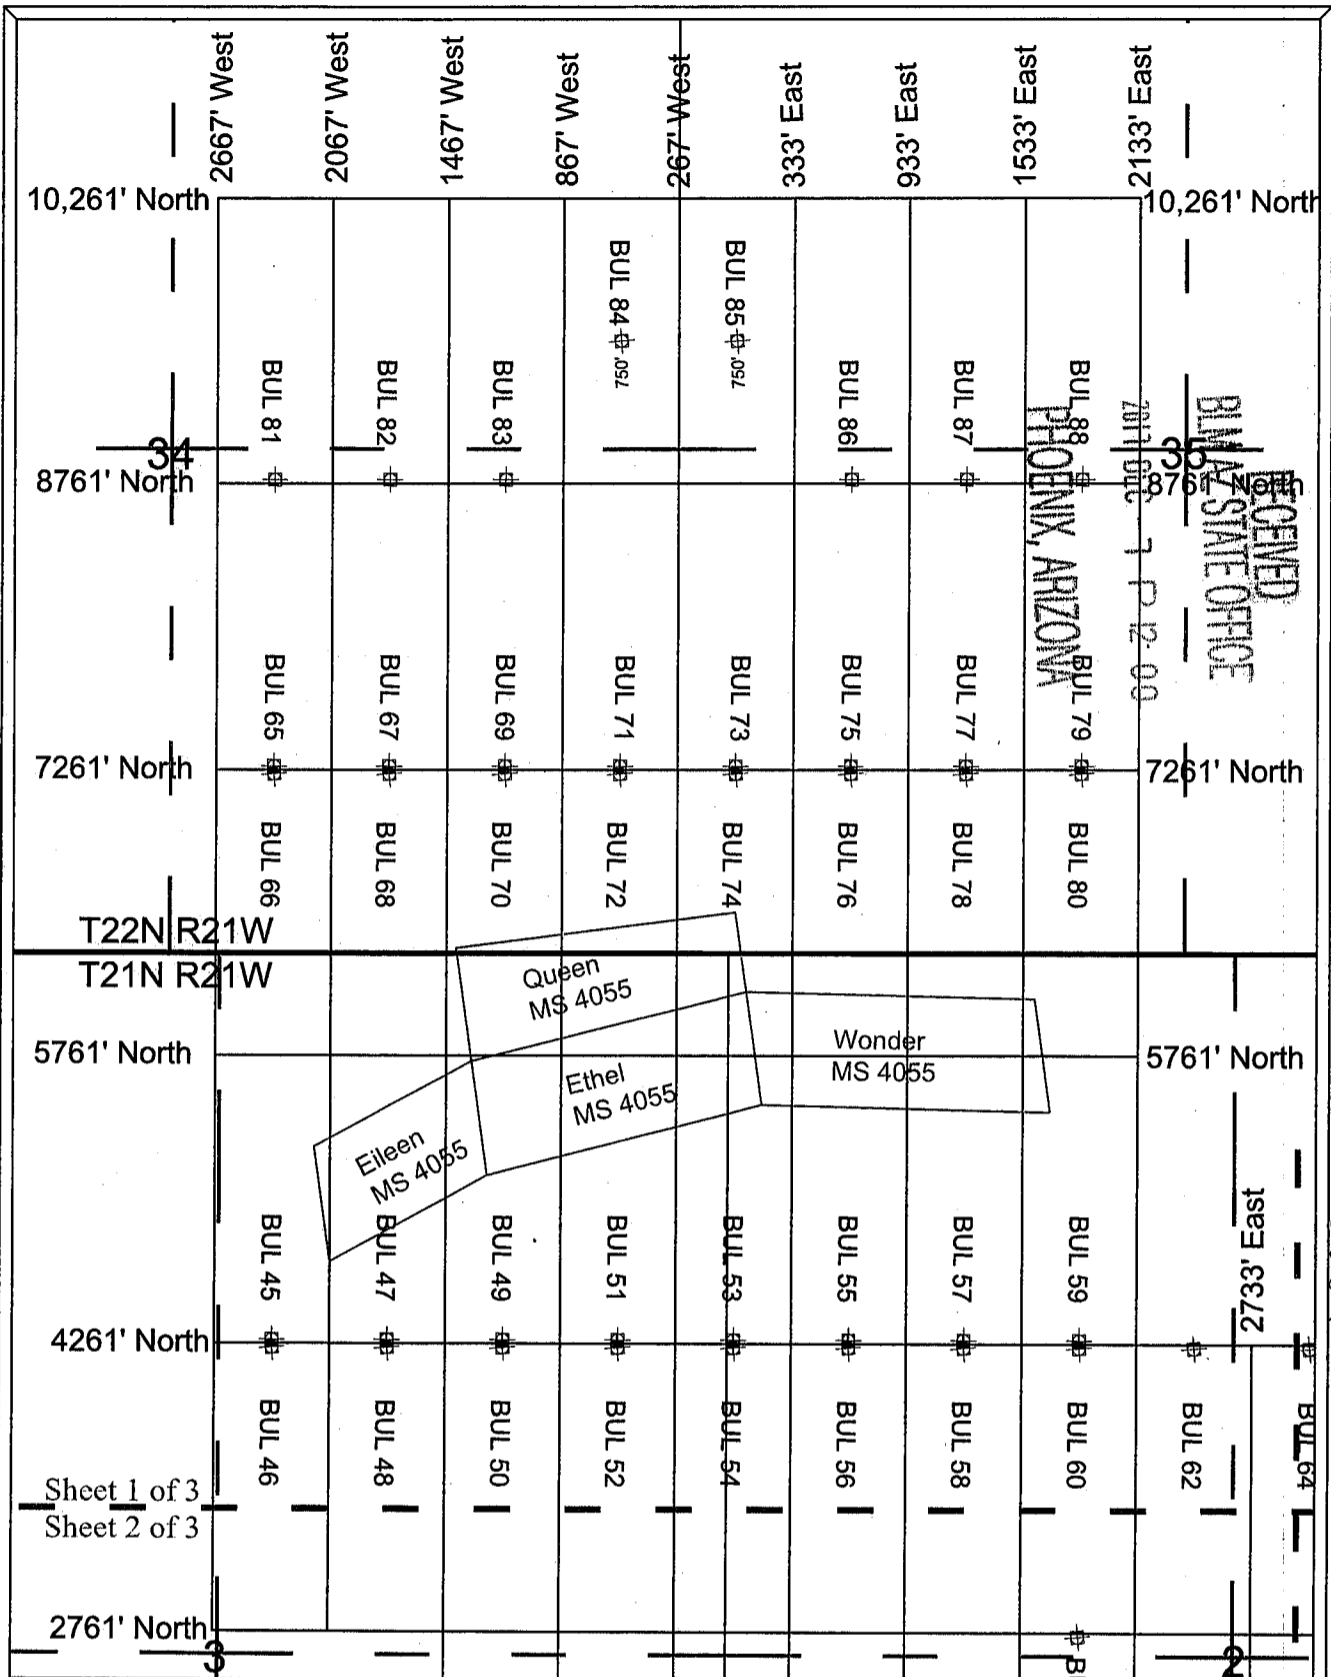 2667' West
2067' West
1467' West
867' West
267' West
333' East
933' East
1533' East
2133' East
10,261' North
10,261' North
BUL 84
750'
BUL 85
750'
BUL 81
BUL 82
BUL 83
BUL 86
BUL 87
BUL 88
34
35
8761' North
8761' North
RECEIVED
BLM AZ STATE OFFICE
PHOENIX, ARIZONA
BUL 65
BUL 67
BUL 69
BUL 71
BUL 73
BUL 75
BUL 77
BUL 79
7261' North
7261' North
BUL 66
BUL 68
BUL 70
BUL 72
BUL 74
BUL 76
BUL 78
BUL 80
T22N R21W
T21N R21W
Queen
MS 4055
5761' North
Wonder
MS 4055
5761' North
Ethel
MS 4055
Eileen
MS 4055
BUL 45
BUL 47
BUL 49
BUL 51
BUL 53
BUL 55
BUL 57
BUL 59
2733' East
4261' North
BUL 46
BUL 48
BUL 50
BUL 52
BUL 54
BUL 56
BUL 58
BUL 60
BUL 62
BUL 64
Sheet 1 of 3
Sheet 2 of 3
2761' North
3
2